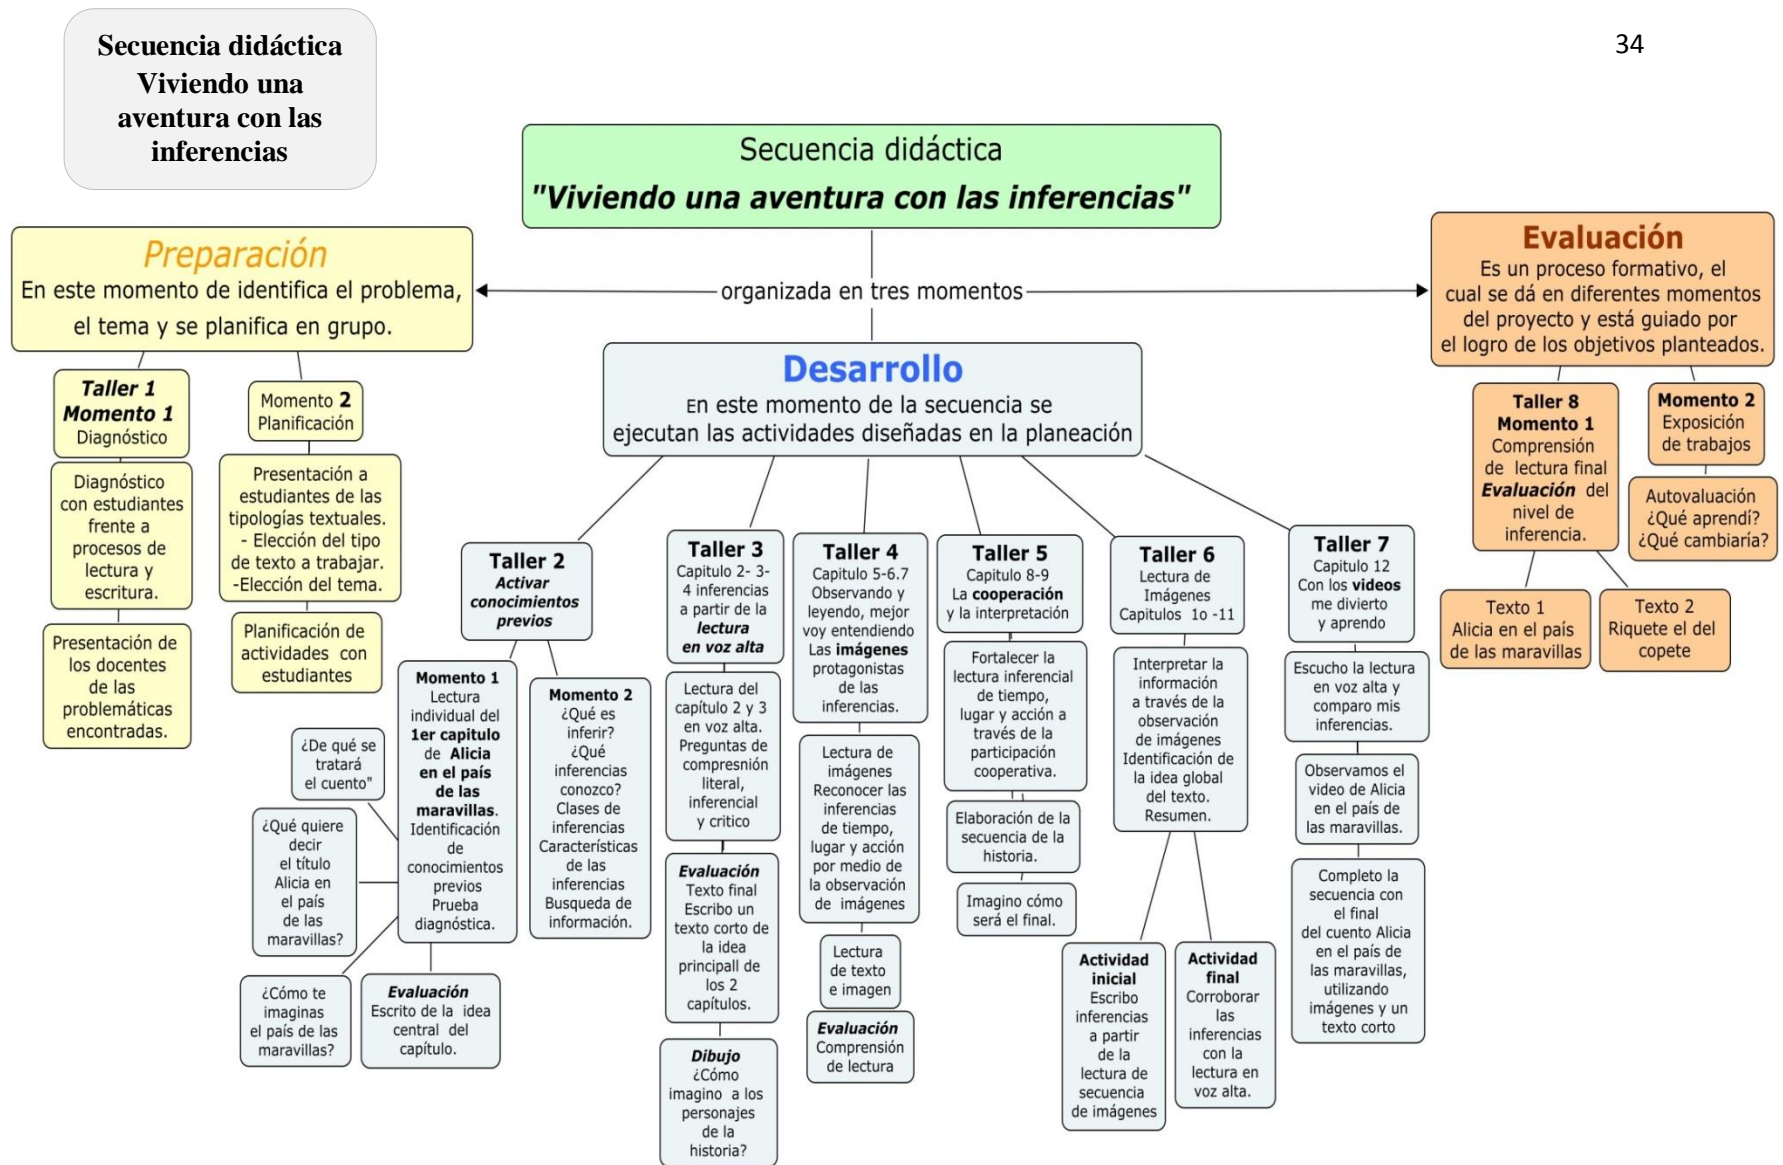 Secuencia didáctica
Viviendo una
aventura con las
inferencias
34
Secuencia didáctica
"Viviendo una aventura con las inferencias"
organizada en tres momentos
Preparación
En este momento de identifica el problema,
el tema y se planifica en grupo.
Taller 1
Momento 1
Diagnóstico
Diagnóstico
con estudiantes
frente a
procesos de
lectura y
escritura.
Presentación de
los docentes
de las
problemáticas
encontradas.
Momento 2
Planificación
Presentación a
estudiantes de las
tipologías textuales.
- Elección del tipo
de texto a trabajar.
-Elección del tema.
Planificación de
actividades con
estudiantes
Desarrollo
En este momento de la secuencia se
ejecutan las actividades diseñadas en la planeación
Taller 2
Activar
conocimientos
previos
Momento 1
Lectura
individual del
1er capitulo
de Alicia
en el país
de las
maravillas.
Identificación
de
conocimientos
previos
Prueba
diagnóstica.
¿De qué se
tratará
el cuento"
¿Qué quiere
decir
el título
Alicia en
el país
de las
maravillas?
¿Cómo te
imaginas
el país de las
maravillas?
Evaluación
Escrito de la idea
central del
capítulo.
Momento 2
¿Qué es
inferir?
¿Qué
inferencias
conozco?
Clases de
inferencias
Características
de las
inferencias
Busqueda de
información.
Taller 3
Capitulo 2- 3-
4 inferencias
a partir de la
lectura
en voz alta
Lectura del
capítulo 2 y 3
en voz alta.
Preguntas de
compresnión
literal,
inferencial
y critico
Evaluación
Texto final
Escribo un
texto corto de
la idea
principall de
los 2
capítulos.
Dibujo
¿Cómo
imagino a los
personajes
de la
historia?
Taller 4
Capitulo 5-6.7
Observando y
leyendo, mejor
voy entendiendo
Las imágenes
protagonistas
de las
inferencias.
Lectura de
imágenes
Reconocer las
inferencias
de tiempo,
lugar y acción
por medio de
la observación
de imágenes
Lectura
de texto
e imagen
Evaluación
Comprensión
de lectura
Taller 5
Capitulo 8-9
La cooperación
y la interpretación
Fortalecer la
lectura inferencial
de tiempo,
lugar y acción a
través de la
participación
cooperativa.
Elaboración de la
secuencia de la
historia.
Imagino cómo
será el final.
Taller 6
Lectura de
Imágenes
Capitulos 1o -11
Interpretar la
información
a través de la
observación
de imágenes
Identificación de
la idea global
del texto.
Resumen.
Actividad
inicial
Escribo
inferencias
a partir
de la
lectura de
secuencia
de imágenes
Actividad
final
Corroborar
las
inferencias
con la
lectura en
voz alta.
Taller 7
Capitulo 12
Con los videos
me divierto
y aprendo
Escucho la lectura
en voz alta y
comparo mis
inferencias.
Observamos el
video de Alicia
en el país de
las maravillas.
Completo la
secuencia con
el final
del cuento Alicia
en el país de
las maravillas,
utilizando
imágenes y un
texto corto
Evaluación
Es un proceso formativo, el
cual se dá en diferentes momentos
del proyecto y está guiado por
el logro de los objetivos planteados.
Taller 8
Momento 1
Comprensión
de lectura final
Evaluación del
nivel de
inferencia.
Texto 1
Alicia en el país
de las maravillas
Texto 2
Riquete el del
copete
Momento 2
Exposición
de trabajos
Autovaluación
¿Qué aprendí?
¿Qué cambiaría?